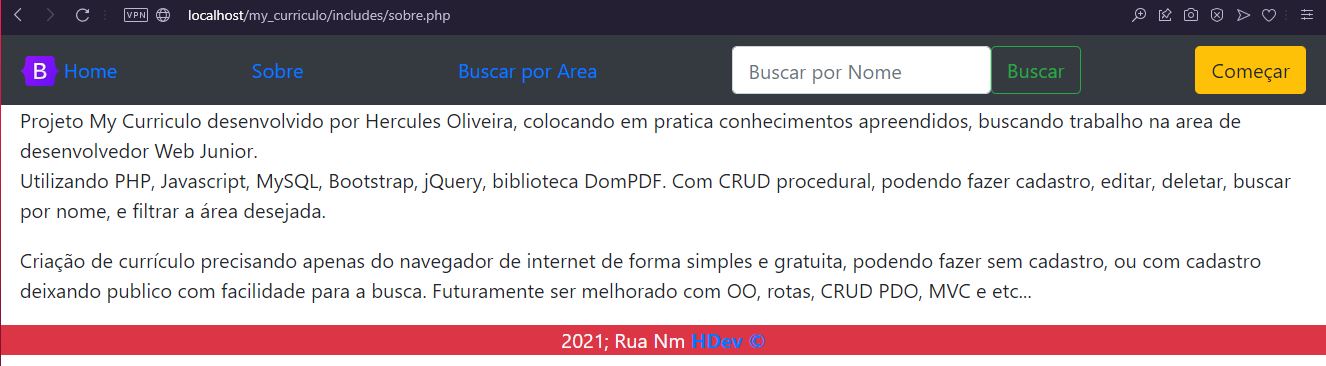 VPN localhost/my_curriculo/includes/sobre.php
B Home Sobre Buscar por Area Buscar por Nome Buscar Começar
Projeto My Curriculo desenvolvido por Hercules Oliveira, colocando em pratica conhecimentos apreendidos, buscando trabalho na area de
desenvolvedor Web Junior.
Utilizando PHP, Javascript, MySQL, Bootstrap, jQuery, biblioteca DomPDF. Com CRUD procedural, podendo fazer cadastro, editar, deletar, buscar
por nome, e filtrar a área desejada.
Criação de currículo precisando apenas do navegador de internet de forma simples e gratuita, podendo fazer sem cadastro, ou com cadastro
deixando publico com facilidade para a busca. Futuramente ser melhorado com OO, rotas, CRUD PDO, MVC e etc...
2021; Rua Nm HDev ©